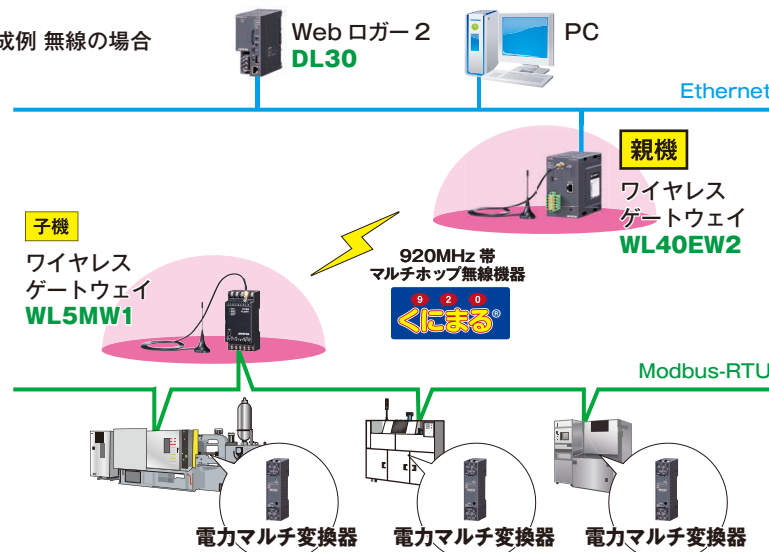 成例 無線の場合
Web ロガー 2
DL30
PC
Ethernet
親機
ワイヤレス
ゲートウェイ
WL40EW2
子機
ワイヤレス
ゲートウェイ
WL5MW1
920MHz 帯
マルチホップ無線機器
9 2 0
くにまる®
Modbus-RTU
電力マルチ変換器
電力マルチ変換器
電力マルチ変換器